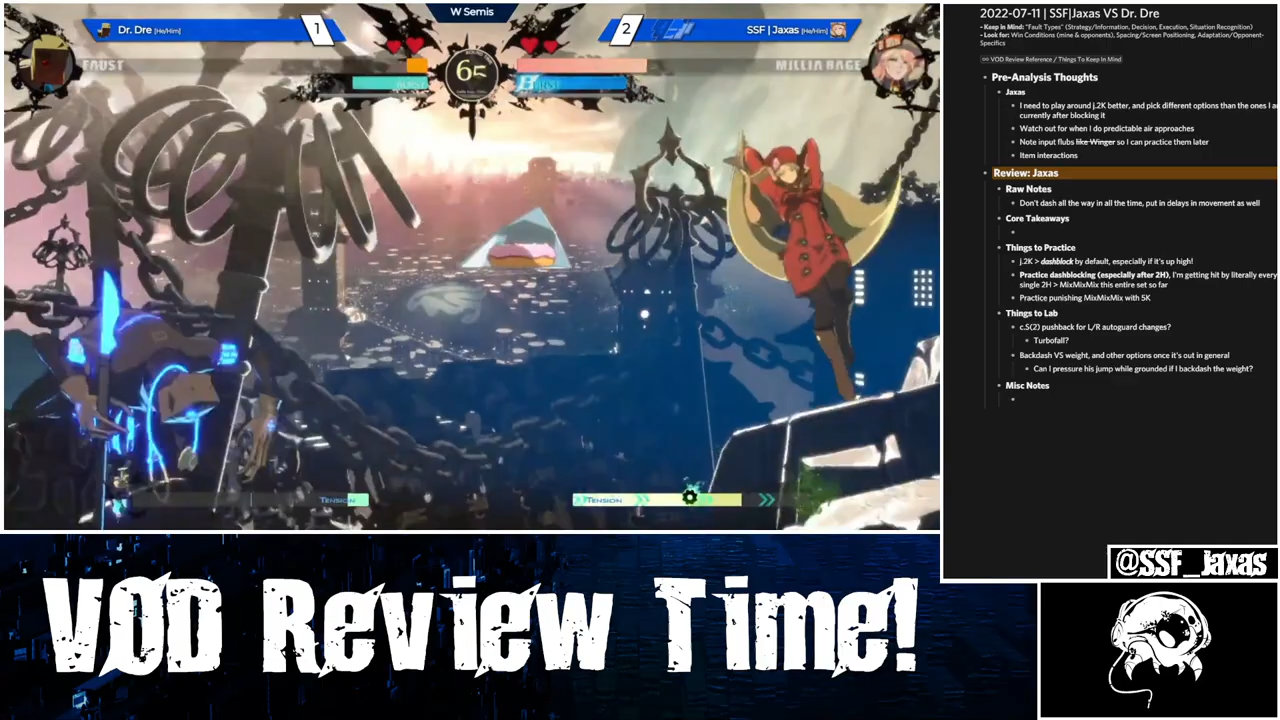 W Semis
Dr. Dre [He/Him]
1
2
SSF | Jaxas [He/Him]
FAUST
65
MILLIA RAGE
BURST
BURST
TENSION
TENSION
2022-07-11 | SSF|Jaxas VS Dr. Dre
- Keep in Mind: "Fault Types" (Strategy/Information, Decision, Execution, Situation Recognition)
- Look for: Win Conditions (mine & opponents), Spacing/Screen Positioning, Adaptation/Opponent-
Specifics
VOD Review Reference / Things To Keep In Mind
Pre-Analysis Thoughts
Jaxas
I need to play around j.2K better, and pick different options than the ones I a
currently after blocking it
Watch out for when I do predictable air approaches
Note input flubs like Winger so I can practice them later
Item interactions
Review: Jaxas
Raw Notes
Don't dash all the way in all the time, put in delays in movement as well
Core Takeaways
Things to Practice
j.2K > dashblock by default, especially if it's up high!
Practice dashblocking (especially after 2H), I'm getting hit by literally every
single 2H > MixMixMix this entire set so far
Practice punishing MixMixMix with 5K
Things to Lab
c.S(2) pushback for L/R autoguard changes?
Turbofall?
Backdash VS weight, and other options once it's out in general
Can I pressure his jump while grounded if I backdash the weight?
Misc Notes
@SSF_Jaxas
VOD Review Time!